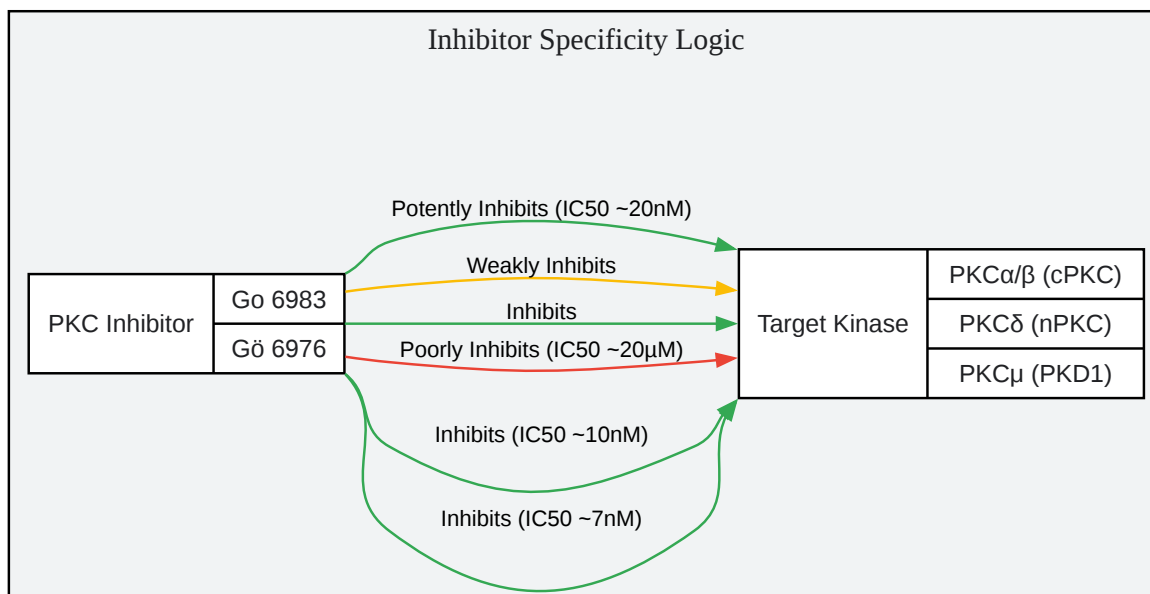 Inhibitor Specificity Logic
Potently Inhibits (IC50 ~20nM)
Weakly Inhibits
Inhibits
Poorly Inhibits (IC50 ~20µM)
Inhibits (IC50 ~10nM)
Inhibits (IC50 ~7nM)
PKC Inhibitor
Go 6983
Gö 6976
Target Kinase
PKCα/β (cPKC)
PKCδ (nPKC)
PKCµ (PKD1)